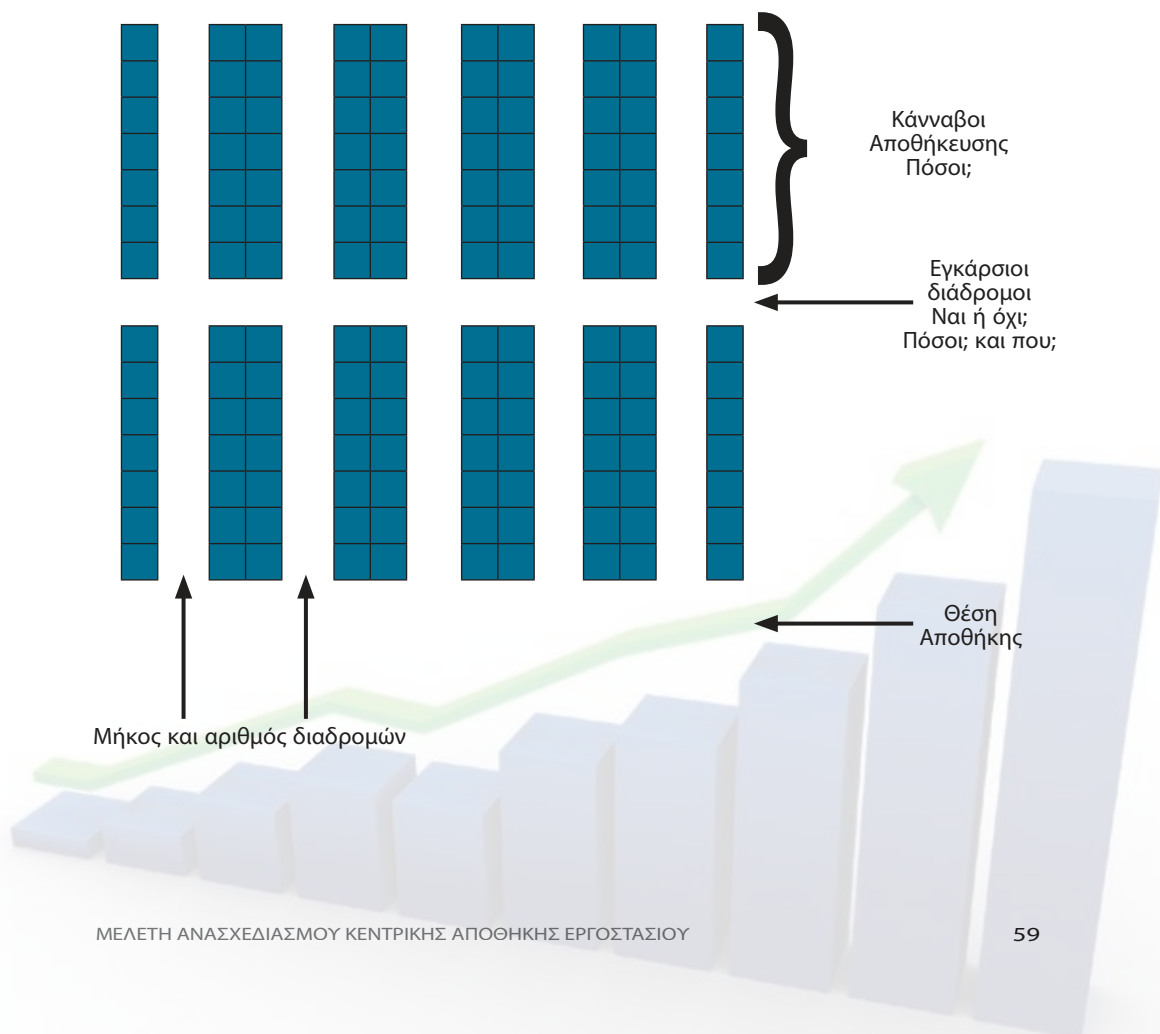 Κάνναβοι
Αποθήκευσης
Πόσοι;
Εγκάρσιοι
διάδρομοι
Ναι ή όχι;
Πόσοι; και που;
Θέση
Αποθήκης
Μήκος και αριθμός διαδρομών
ΜΕΛΕΤΗ ΑΝΑΣΧΕΔΙΑΣΜΟΥ ΚΕΝΤΡΙΚΗΣ ΑΠΟΘΗΚΗΣ ΕΡΓΟΣΤΑΣΙΟΥ 59